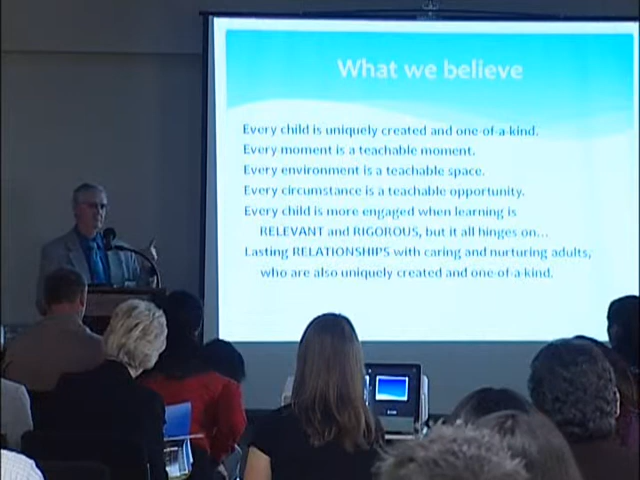 What we believe
Every child is uniquely created and one-of-a-kind.
Every moment is a teachable moment.
Every environment is a teachable space.
Every circumstance is a teachable opportunity.
Every child is more engaged when learning is
RELEVANT and RIGOROUS, but it all hinges on...
Lasting RELATIONSHIPS with caring and nurturing adults,
who are also uniquely created and one-of-a-kind.